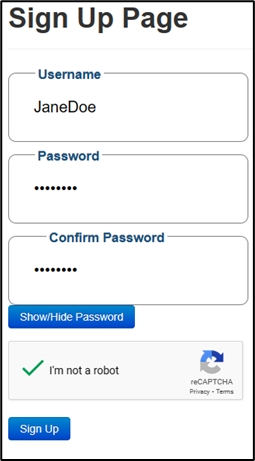 Sign Up Page
Username
JaneDoe
Password
••••••••
Confirm Password
••••••••
Show/Hide Password
I'm not a robot
reCAPTCHA
Privacy - Terms
Sign Up